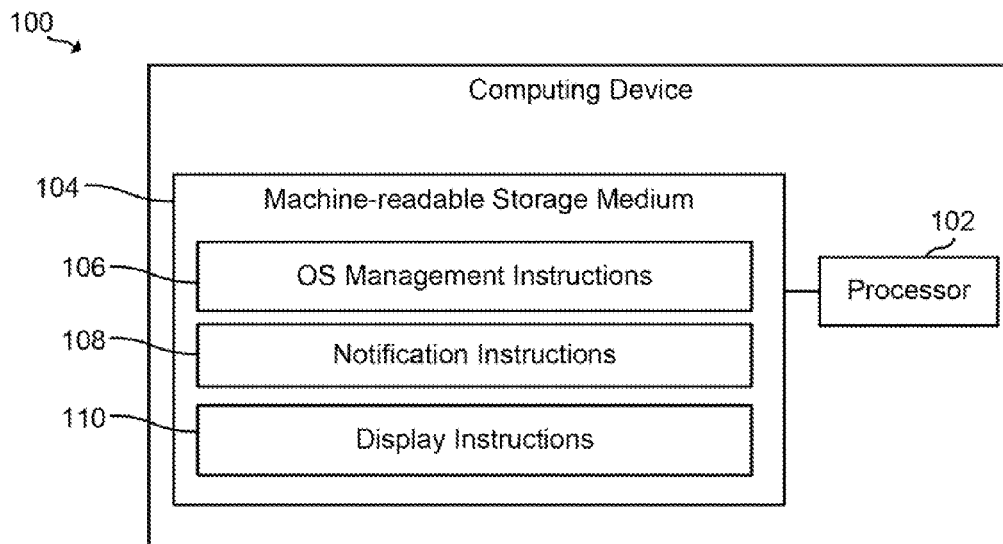 100
Computing Device
104
Machine-readable Storage Medium
102
106
OS Management Instructions
Processor
108
Notification Instructions
110
Display Instructions